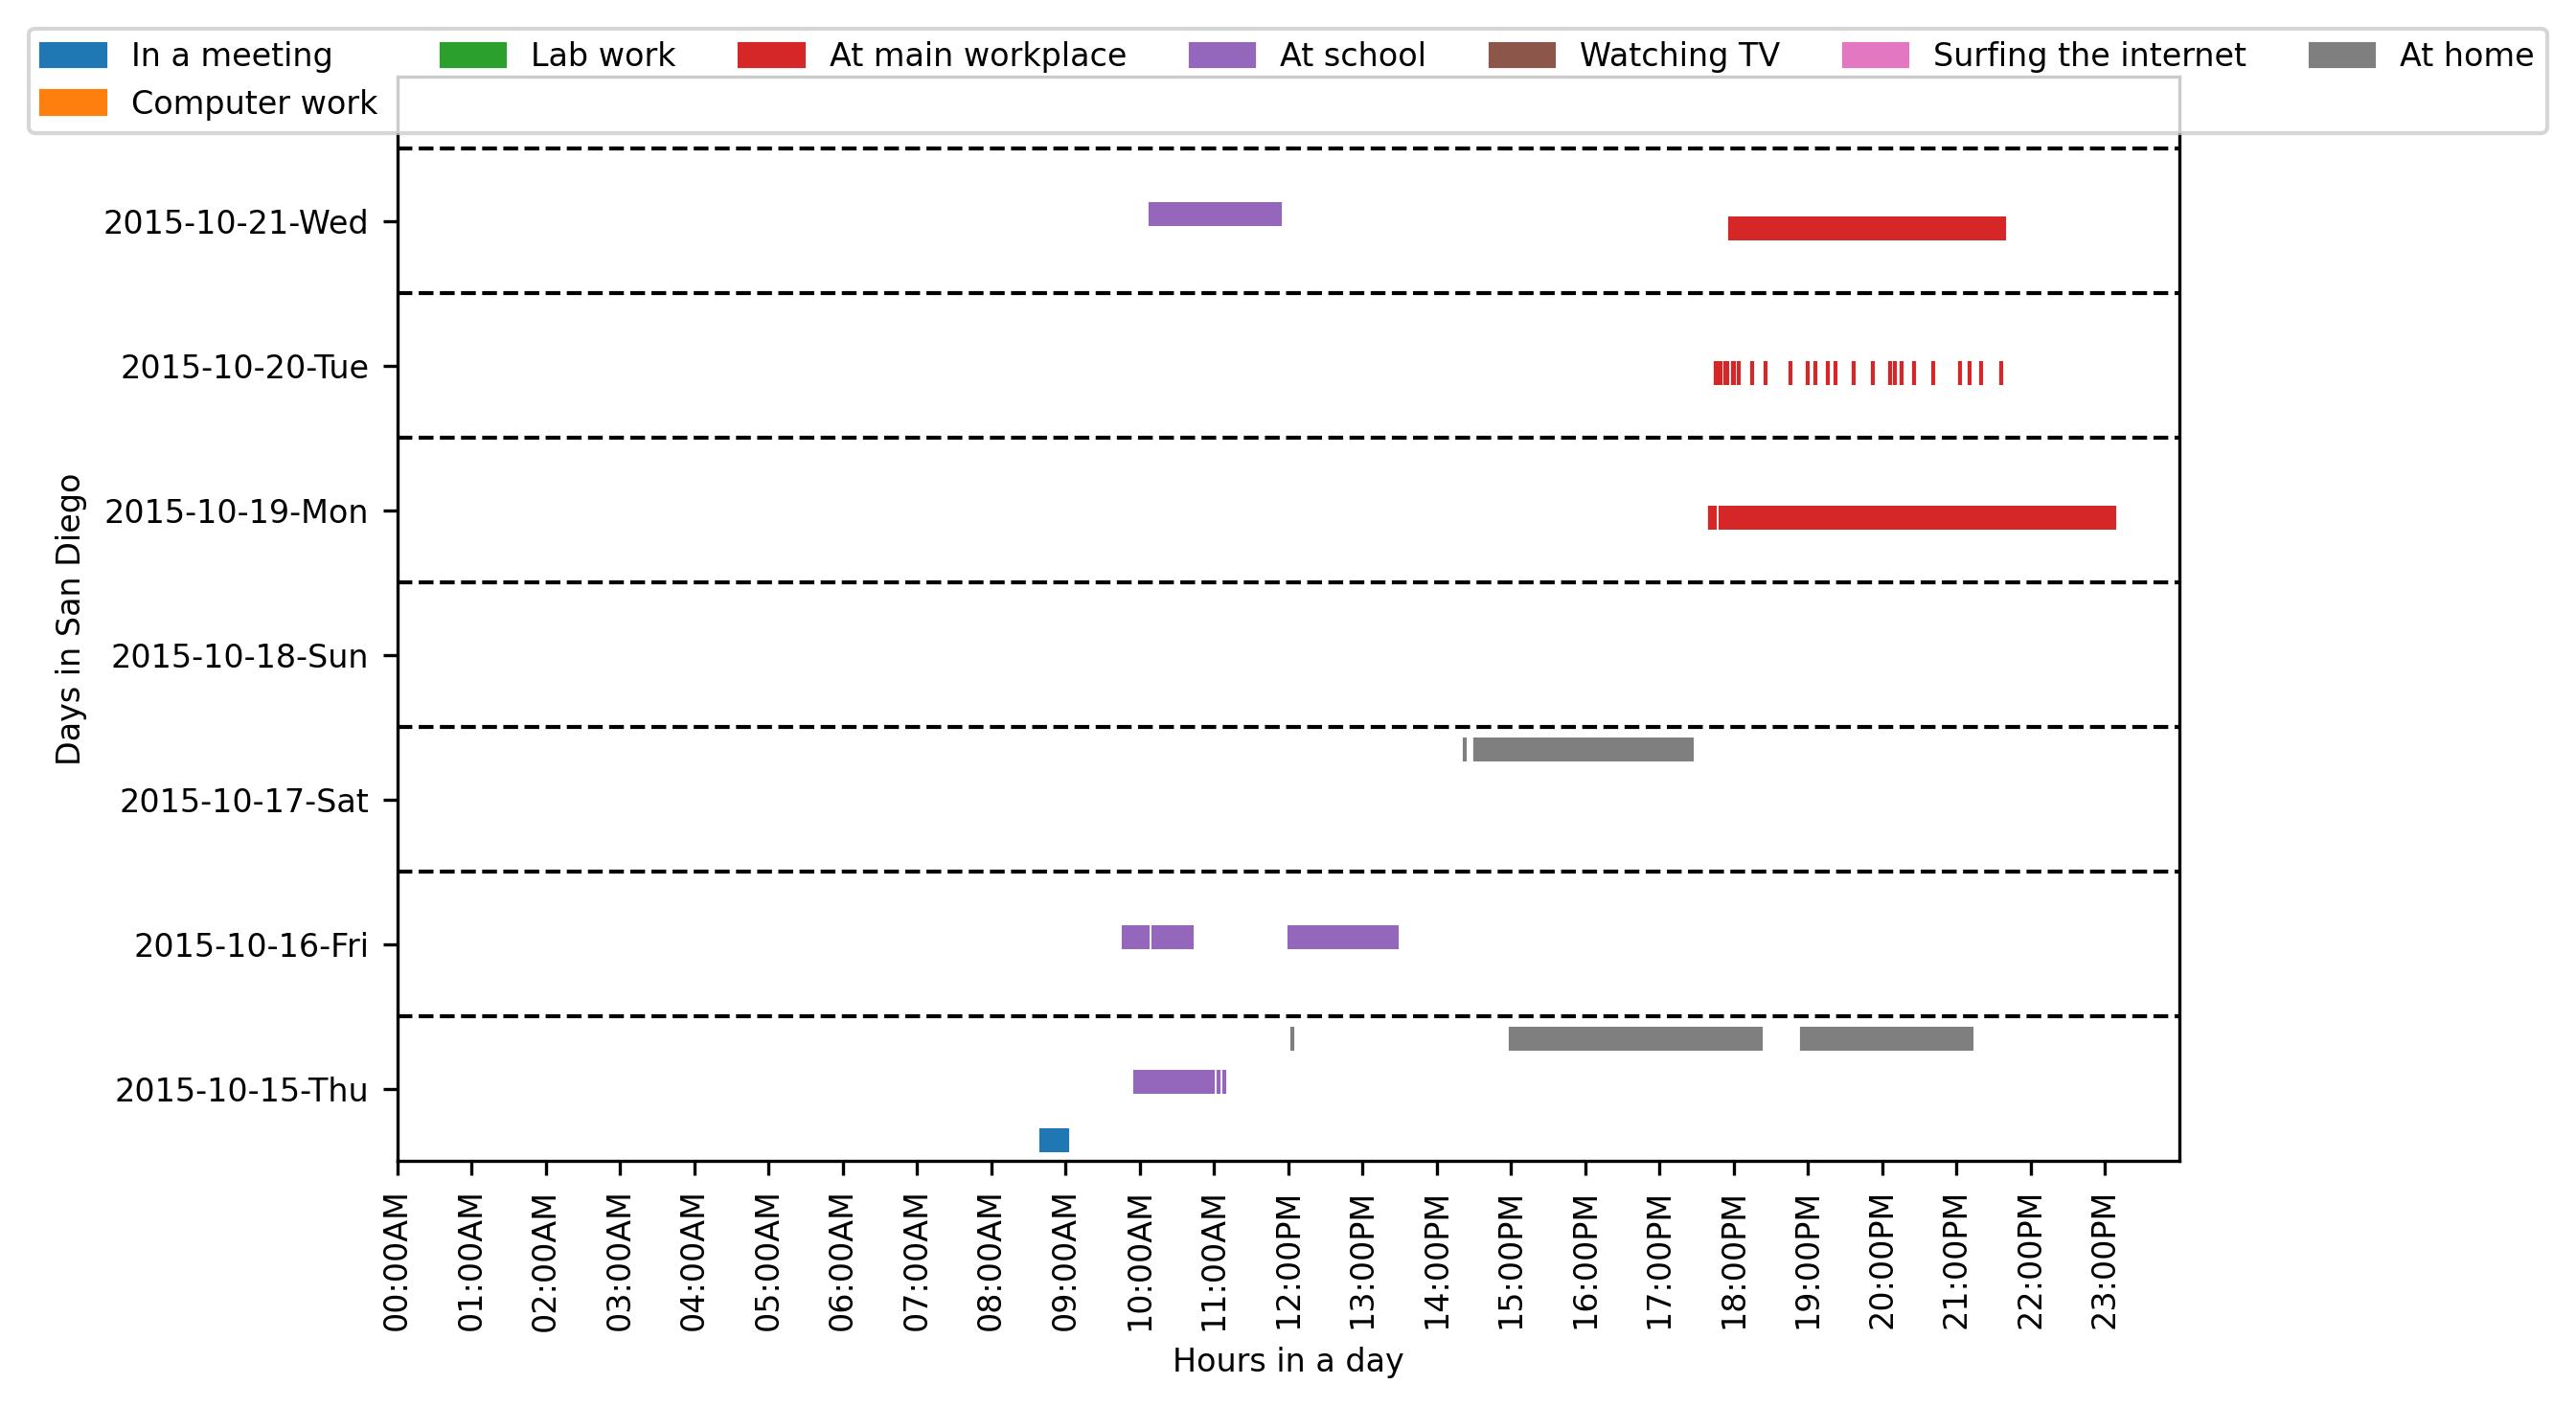 In a meeting
Computer work
Lab work
At main workplace
At school
Watching TV
Surfing the internet
At home
Days in San Diego
2015-10-21-Wed
2015-10-20-Tue
2015-10-19-Mon
2015-10-18-Sun
2015-10-17-Sat
2015-10-16-Fri
2015-10-15-Thu
00:00AM
01:00AM
02:00AM
03:00AM
04:00AM
05:00AM
06:00AM
07:00AM
08:00AM
09:00AM
10:00AM
11:00AM
12:00PM
13:00PM
14:00PM
15:00PM
16:00PM
17:00PM
18:00PM
19:00PM
20:00PM
21:00PM
22:00PM
23:00PM
Hours in a day